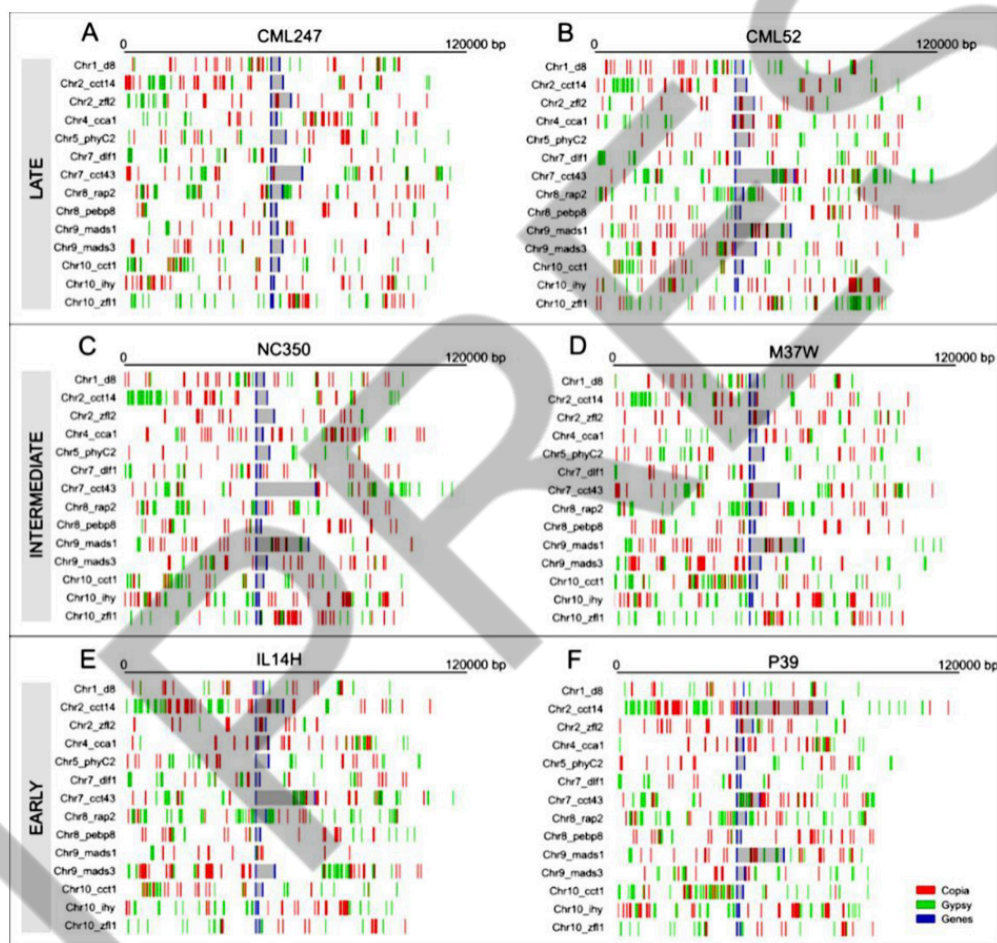 A
CML247
0
120000 bp
LATE
Chr1_d8
Chr2_cct14
Chr2_zfl2
Chr4_cca1
Chr5_phyC2
Chr7_dlf1
Chr7_cct43
Chr8_rap2
Chr8_pebp8
Chr9_mads1
Chr9_mads3
Chr10_cct1
Chr10_ihy
Chr10_zfl1
B
CML52
0
120000 bp
Chr1_d8
Chr2_cct14
Chr2_zfl2
Chr4_cca1
Chr5_phyC2
Chr7_dlf1
Chr7_cct43
Chr8_rap2
Chr8_pebp8
Chr9_mads1
Chr9_mads3
Chr10_cct1
Chr10_ihy
Chr10_zfl1
C
NC350
0
120000 bp
INTERMEDIATE
Chr1_d8
Chr2_cct14
Chr2_zfl2
Chr4_cca1
Chr5_phyC2
Chr7_dlf1
Chr7_cct43
Chr8_rap2
Chr8_pebp8
Chr9_mads1
Chr9_mads3
Chr10_cct1
Chr10_ihy
Chr10_zfl1
D
M37W
0
120000 bp
Chr1_d8
Chr2_cct14
Chr2_zfl2
Chr4_cca1
Chr5_phyC2
Chr7_dlf1
Chr7_cct43
Chr8_rap2
Chr8_pebp8
Chr9_mads1
Chr9_mads3
Chr10_cct1
Chr10_ihy
Chr10_zfl1
E
IL14H
0
120000 bp
EARLY
Chr1_d8
Chr2_cct14
Chr2_zfl2
Chr4_cca1
Chr5_phyC2
Chr7_dlf1
Chr7_cct43
Chr8_rap2
Chr8_pebp8
Chr9_mads1
Chr9_mads3
Chr10_cct1
Chr10_ihy
Chr10_zfl1
F
P39
0
120000 bp
Chr1_d8
Chr2_cct14
Chr2_zfl2
Chr4_cca1
Chr5_phyC2
Chr7_dlf1
Chr7_cct43
Chr8_rap2
Chr8_pebp8
Chr9_mads1
Chr9_mads3
Chr10_cct1
Chr10_ihy
Chr10_zfl1
Copia
Gypsy
Genes